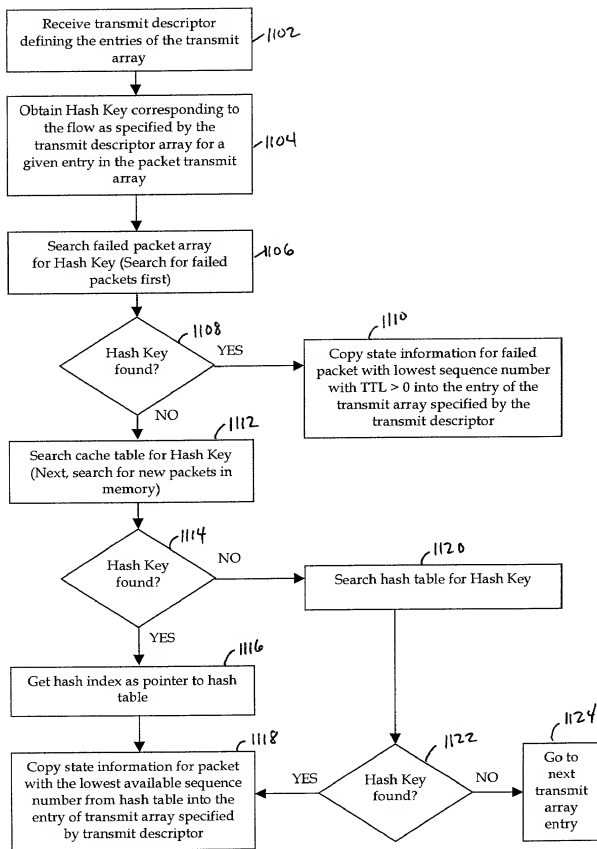 Receive transmit descriptor
defining the entries of the transmit
array
1102
Obtain Hash Key corresponding to
the flow as specified by the
transmit descriptor array for a
given entry in the packet transmit
array
1104
Search failed packet array
for Hash Key (Search for failed
packets first)
1106
Hash Key
found?
1108
YES
NO
Copy state information for failed
packet with lowest sequence number
with TTL > 0 into the entry of the
transmit array specified by the
transmit descriptor
1110
Search cache table for Hash Key
(Next, search for new packets in
memory)
1112
Hash Key
found?
1114
NO
YES
Search hash table for Hash Key
1120
Get hash index as pointer to hash
table
1116
Copy state information for packet
with the lowest available sequence
number from hash table into the
entry of transmit array specified
by transmit descriptor
1118
YES
Hash Key
found?
1122
NO
Go to
next
transmit
array
entry
1124